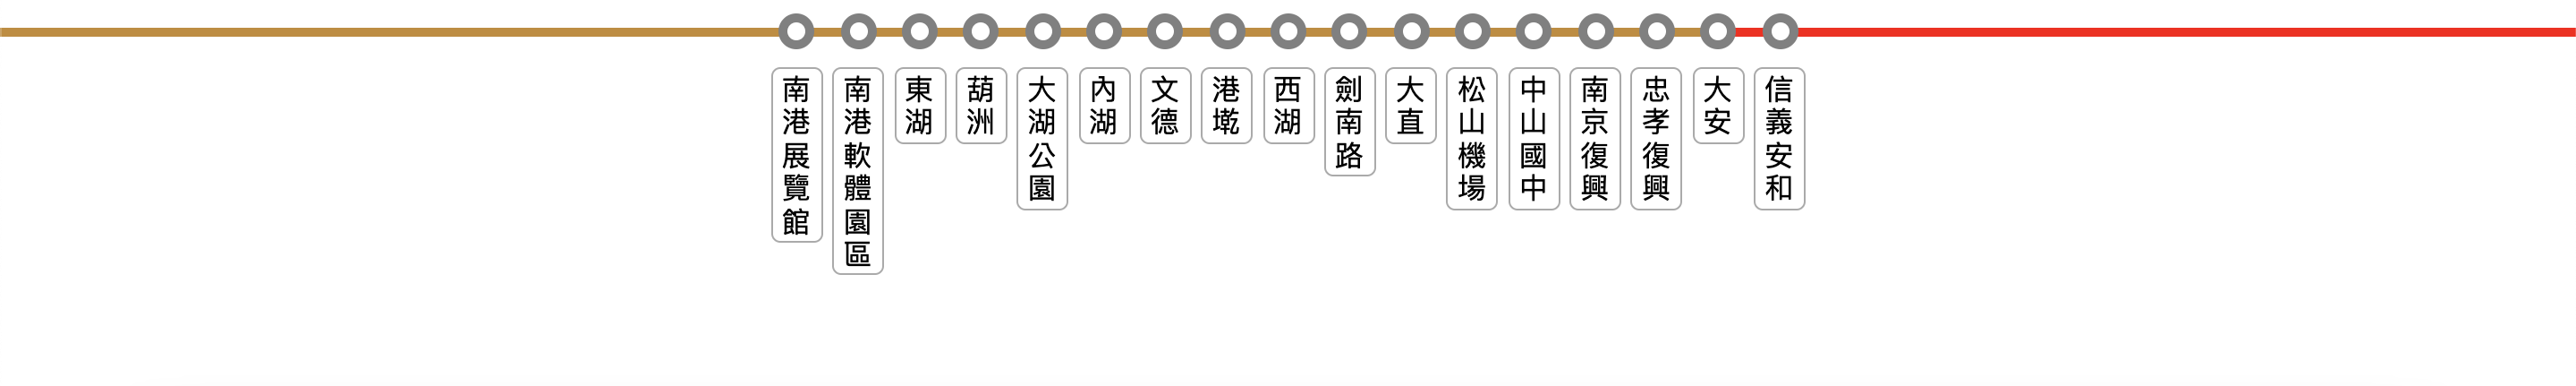 南港展覽館
南港軟體園區
東湖
葫洲
大湖公園
內湖
文德
港墘
西湖
劍南路
大直
松山機場
中山國中
南京復興
忠孝復興
大安
信義安和